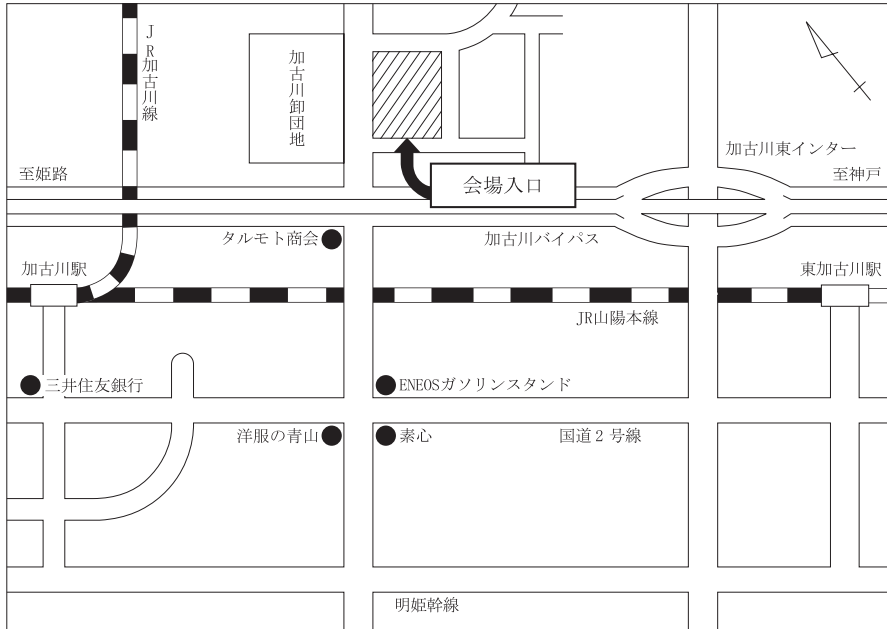 JR加古川線
加古川卸団地
加古川東インター
至姫路
至神戸
会場入口
タルモト商会
加古川バイパス
加古川駅
東加古川駅
JR山陽本線
三井住友銀行
ENEOSガソリンスタンド
洋服の青山
素心
国道２号線
明姫幹線